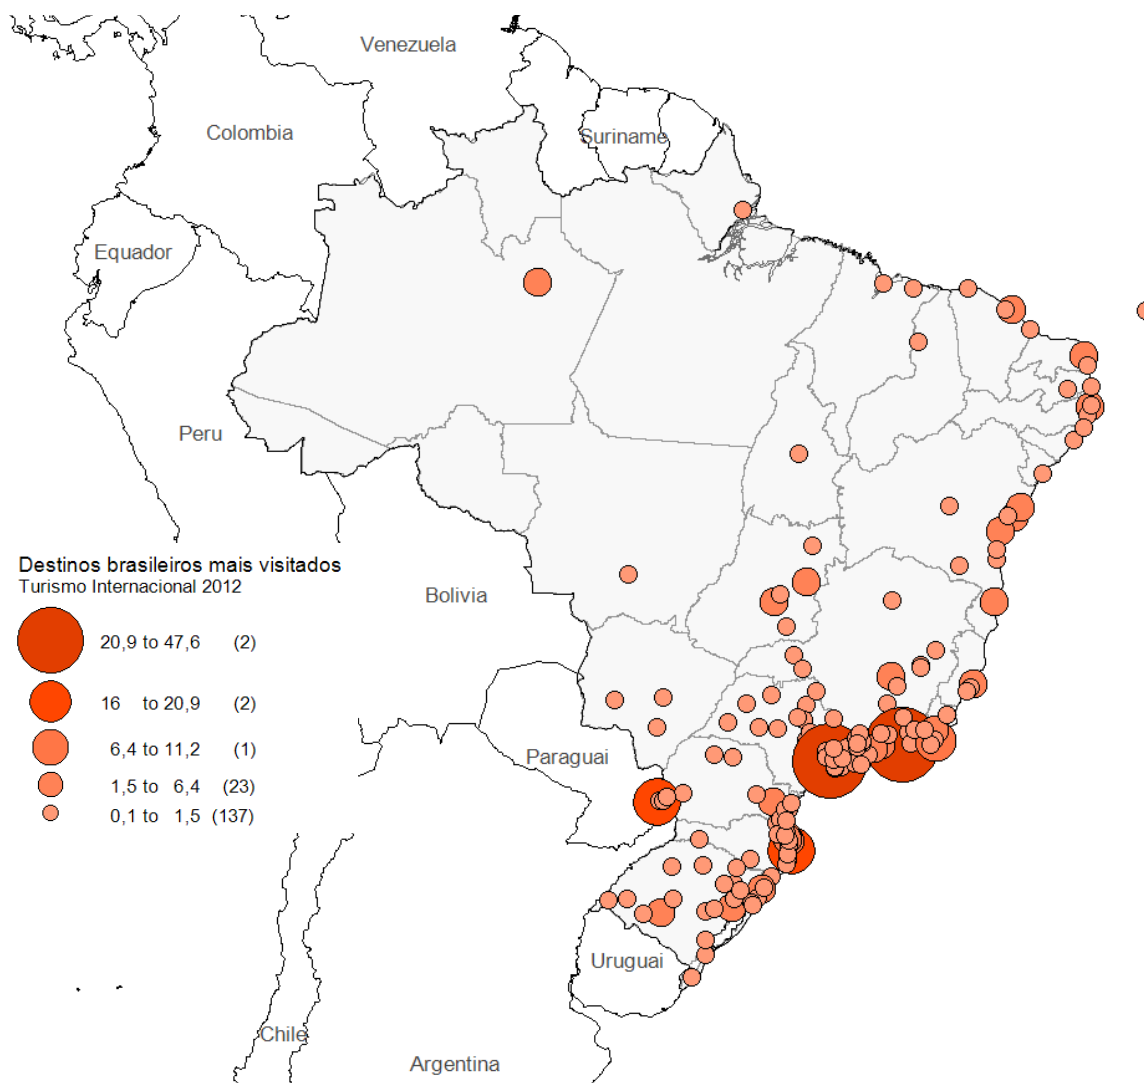 Venezuela
Colombia
Suriname
Equador
Peru
Destinos brasileiros mais visitados
Turismo Internacional 2012
Bolivia
20,9 to 47,6 (2)
16 to 20,9 (2)
6,4 to 11,2 (1)
1,5 to 6,4 (23)
0,1 to 1,5 (137)
Paraguai
Uruguai
Chile
Argentina